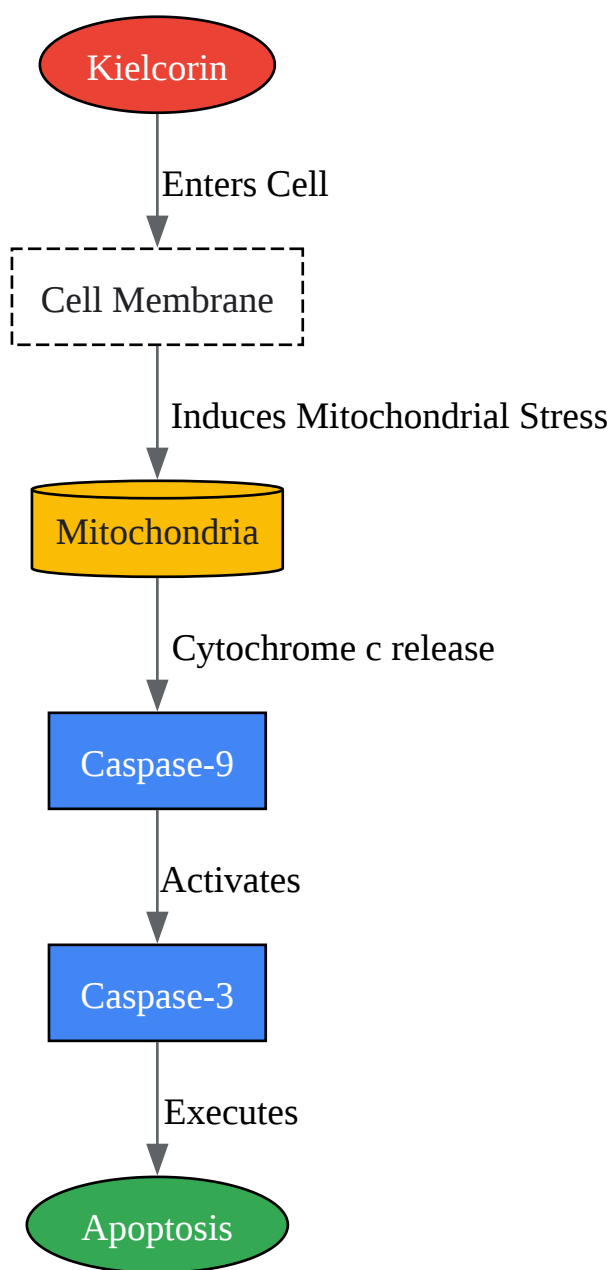 Kielcorin
Enters Cell
Cell Membrane
Induces Mitochondrial Stress
Mitochondria
Cytochrome c release
Caspase-9
Activates
Caspase-3
Executes
Apoptosis